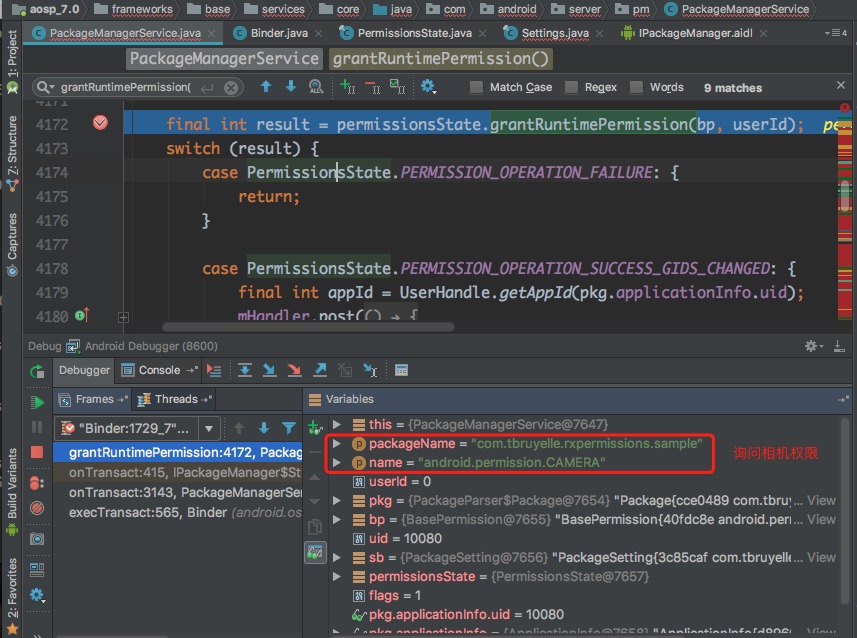 aosp_7.0 frameworks base services core java com android server pm PackageManagerService
PackageManagerService.java Binder.java PermissionsState.java Settings.java IPackageManager.aidl 4
PackageManagerService grantRuntimePermission()
grantRuntimePermission( Match Case Regex Words 9 matches
4171
4172 final int result = permissionsState.grantRuntimePermission(bp, userId); pe
4173 switch (result) {
4174 case PermissionsState.PERMISSION_OPERATION_FAILURE: {
4175 return;
4176 }
4177
4178 case PermissionsState.PERMISSION_OPERATION_SUCCESS_GIDS_CHANGED: {
4179 final int appId = UserHandle.getAppId(pkg.applicationInfo.uid);
4180 mHandler.post(() → {
1: Project
7: Structure
Captures
Build Variants
2: Favorites
Debug Android Debugger (8600)
Debugger Console
Frames Threads
"Binder:1729_7"...
grantRuntimePermission:4172, Packag
onTransact:415, IPackageManager$St
onTransact:3143, PackageManagerSer
execTransact:565, Binder (android.os
Variables
this = {PackageManagerService@7647}
packageName = "com.tbruyelle.rxpermissions.sample"
name = "android.permission.CAMERA"
询问相机权限
userId = 0
pkg = {PackageParser$Package@7654} "Package{cce0489 com.tbruy... View
bp = {BasePermission@7655} "BasePermission{40fdc8e android.per... View
uid = 10080
sb = {PackageSetting@7656} "PackageSetting{3c85caf com.tbruyelle... View
permissionsState = {PermissionsState@7657}
flags = 1
pkg.applicationInfo.uid = 10080